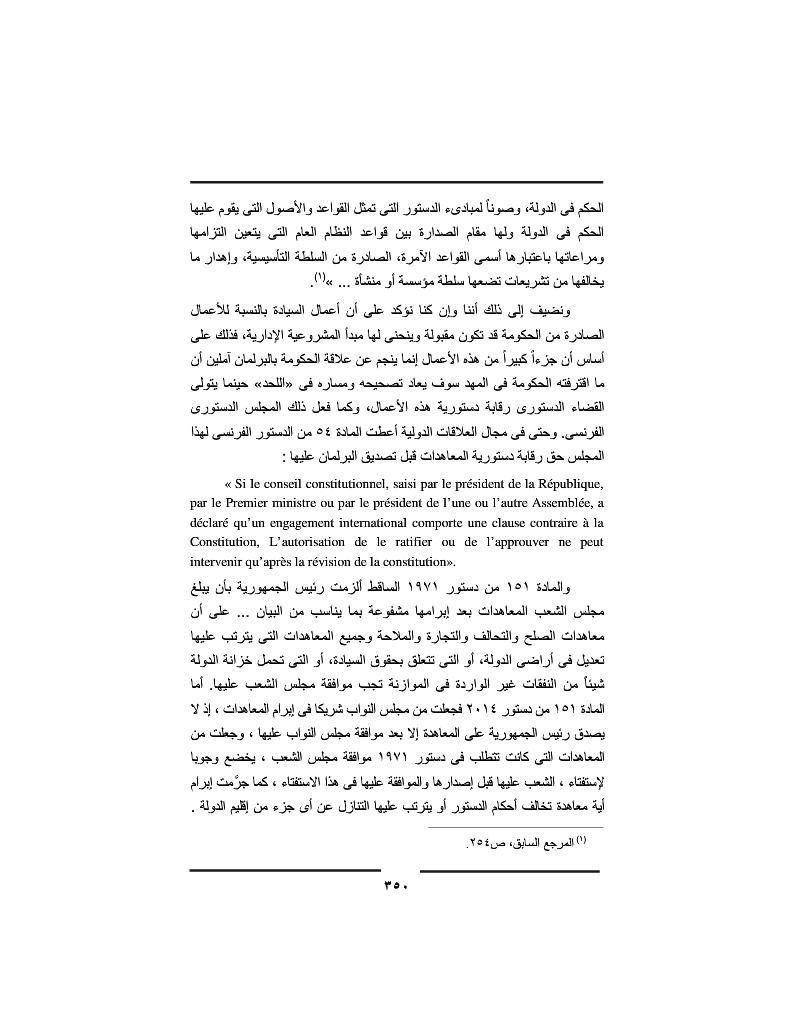 الحكم فى الدولة، وصوناً لمبادىء الدستور التى تمثل القواعد والأصول التى يقوم عليها
الحكم فى الدولة ولها مقام الصدارة بين قواعد النظام العام التى يتعين التزامها
ومراعاتها باعتبارها أسمى القواعد الآمرة، الصادرة من السلطة التأسيسية، وإهدار ما
يخالفها من تشريعات تضعها سلطة مؤسسة أو منشأة ... »(١).
ونضيف إلى ذلك أننا وإن كنا نؤكد على أن أعمال السيادة بالنسبة للأعمال
الصادرة من الحكومة قد تكون مقبولة وينحنى لها مبدأ المشروعية الإدارية، فذلك على
أساس أن جزءاً كبيراً من هذه الأعمال إنما ينجم عن علاقة الحكومة بالبرلمان آملين أن
ما اقترفته الحكومة فى المهد سوف يعاد تصحيحه ومساره فى «اللحد» حينما يتولى
القضاء الدستورى رقابة دستورية هذه الأعمال، وكما فعل ذلك المجلس الدستورى
الفرنسى. وحتى فى مجال العلاقات الدولية أعطت المادة ٥٤ من الدستور الفرنسى لهذا
المجلس حق رقابة دستورية المعاهدات قبل تصديق البرلمان عليها :
« Si le conseil constitutionnel, saisi par le président de la République,
par le Premier ministre ou par le président de l'une ou l'autre Assemblée, a
déclaré qu'un engagement international comporte une clause contraire à la
Constitution, L'autorisation de le ratifier ou de l'approuver ne peut
intervenir qu'après la révision de la constitution».
والمادة ١٥١ من دستور ١٩٧١ الساقط ألزمت رئيس الجمهورية بأن يبلغ
مجلس الشعب المعاهدات بعد إبرامها مشفوعة بما يناسب من البيان ... على أن
معاهدات الصلح والتحالف والتجارة والملاحة وجميع المعاهدات التى يترتب عليها
تعديل فى أراضى الدولة، أو التى تتعلق بحقوق السيادة، أو التى تحمل خزانة الدولة
شيئاً من النفقات غير الواردة فى الموازنة تجب موافقة مجلس الشعب عليها. أما
المادة ١٥١ من دستور ٢٠١٤ فجعلت من مجلس النواب شريكا فى إبرام المعاهدات ، إذ لا
يصدق رئيس الجمهورية على المعاهدة إلا بعد موافقة مجلس النواب عليها ، وجعلت من
المعاهدات التى كانت تتطلب فى دستور ١٩٧١ موافقة مجلس الشعب ، يخضع وجوبا
لإستفتاء ، الشعب عليها قبل إصدارها والموافقة عليها فى هذا الاستفتاء ، كما جرَّمت إبرام
أية معاهدة تخالف أحكام الدستور أو يترتب عليها التنازل عن أى جزء من إقليم الدولة .
(١) المرجع السابق، ص٢٥٤.
٣٥٠